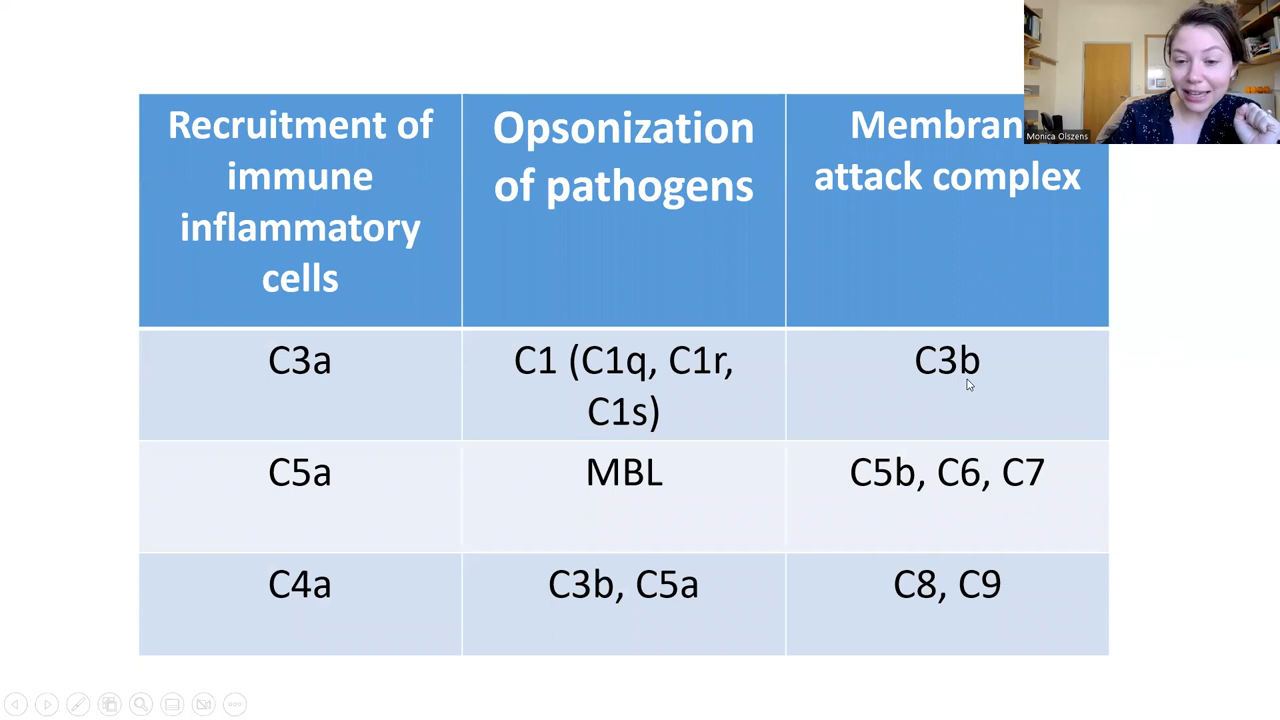 Recruitment of
immune
inflammatory
cells
Opsonization
of pathogens
Membran
attack complex
Monica Olszens
C3a
C1 (C1q, C1r,
C1s)
C3b
C5a
MBL
C5b, C6, C7
C4a
C3b, C5a
C8, C9